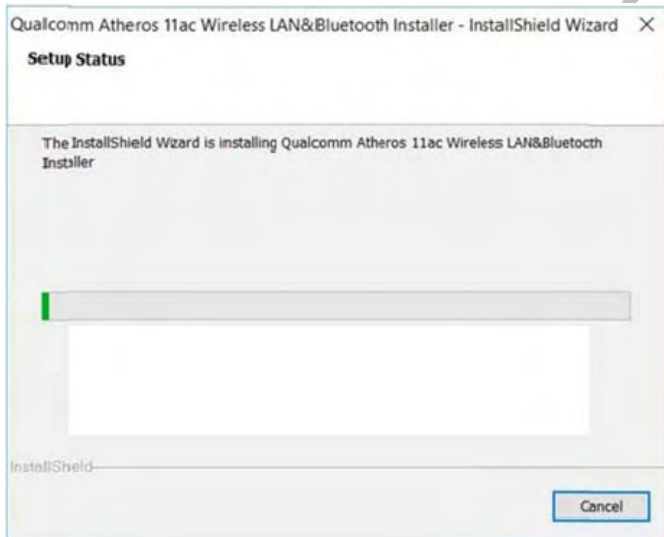 Qualcomm Atheros 11ac Wireless LAN&Bluetooth Installer - InstallShield Wizard
Setup Status
The InstallShield Wizard is installing Qualcomm Atheros 11ac Wireless LAN&Bluetooth
Installer
InstallShield
Cancel